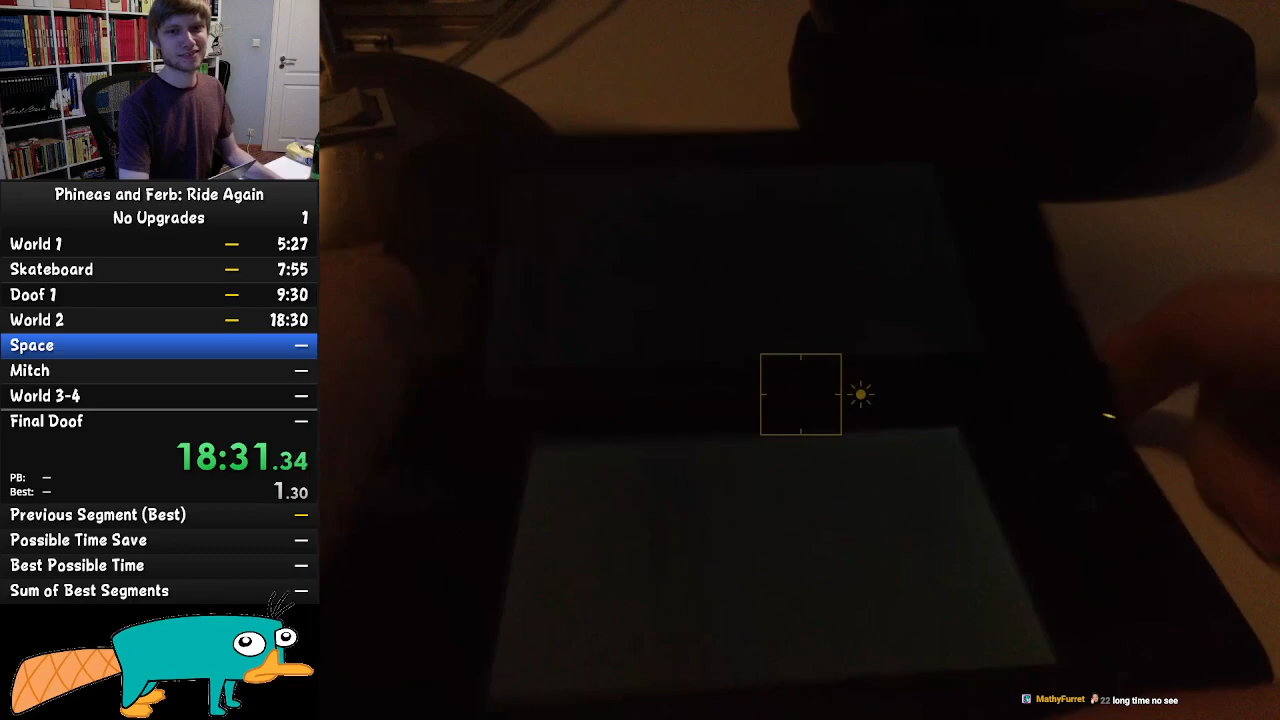 Phineas and Ferb: Ride Again
No Upgrades 1
World 1 — 5:27
Skateboard — 7:55
Doof 1 — 9:30
World 2 — 18:30
Space —
Mitch —
World 3-4 —
Final Doof —
18:31.34
PB: —
Best: — 1.30
Previous Segment (Best) —
Possible Time Save —
Best Possible Time —
Sum of Best Segments —
MathyFurret 22 long time no see